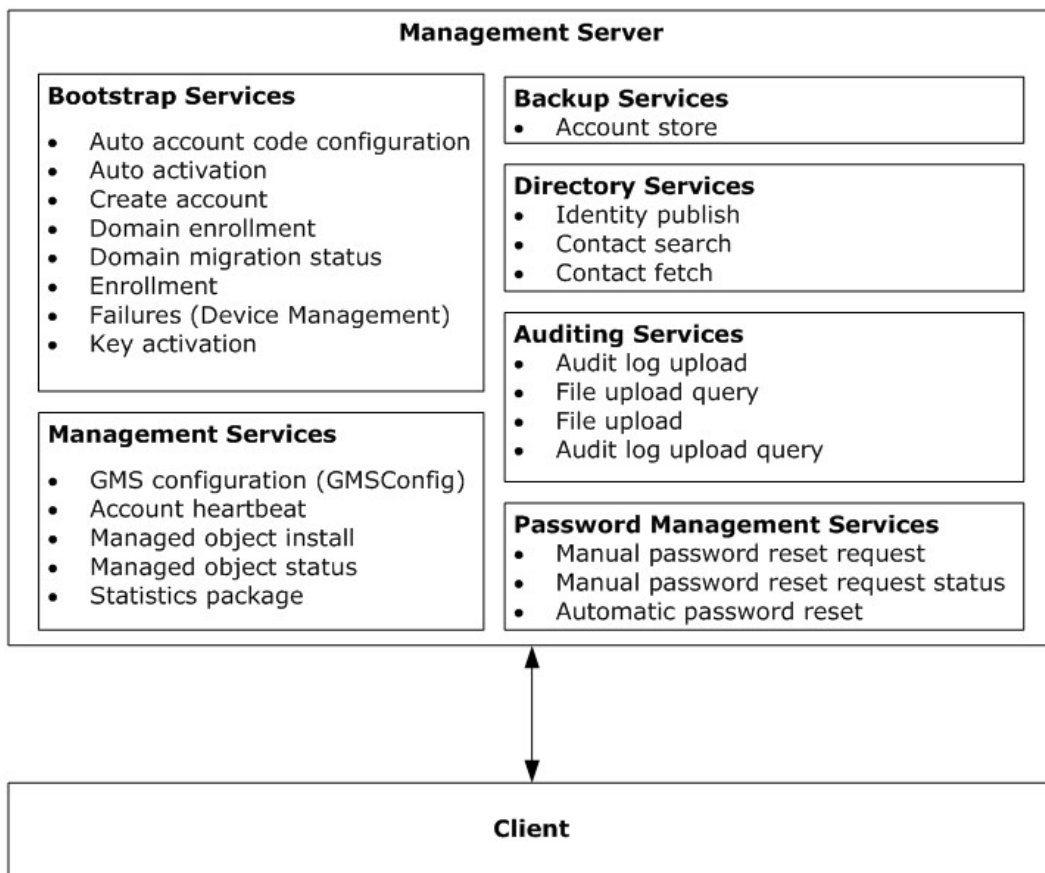 Management Server
Bootstrap Services
• Auto account code configuration
• Auto activation
• Create account
• Domain enrollment
• Domain migration status
• Enrollment
• Failures (Device Management)
• Key activation
Management Services
• GMS configuration (GMSConfig)
• Account heartbeat
• Managed object install
• Managed object status
• Statistics package
Backup Services
• Account store
Directory Services
• Identity publish
• Contact search
• Contact fetch
Auditing Services
• Audit log upload
• File upload query
• File upload
• Audit log upload query
Password Management Services
• Manual password reset request
• Manual password reset request status
• Automatic password reset
Client